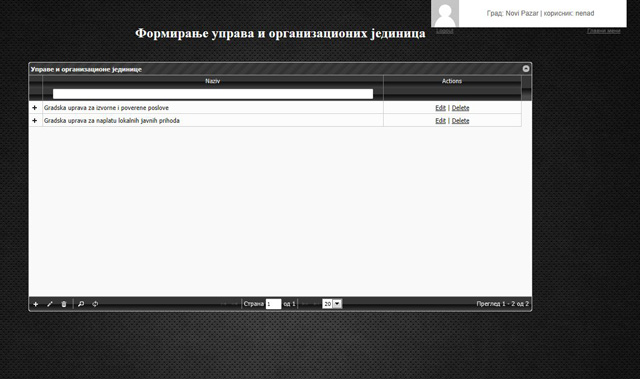 Град: Novi Pazar | корисник: nenad
Logout
Главни мени
Формирање управа и организационих јединица
Управе и организационе јединице
Naziv Actions
Gradska uprava za izvorne i poverene poslove Edit | Delete
Gradska uprava za naplatu lokalnih javnih prihoda Edit | Delete
Страна 1 од 1 20 Преглед 1 - 2 од 2